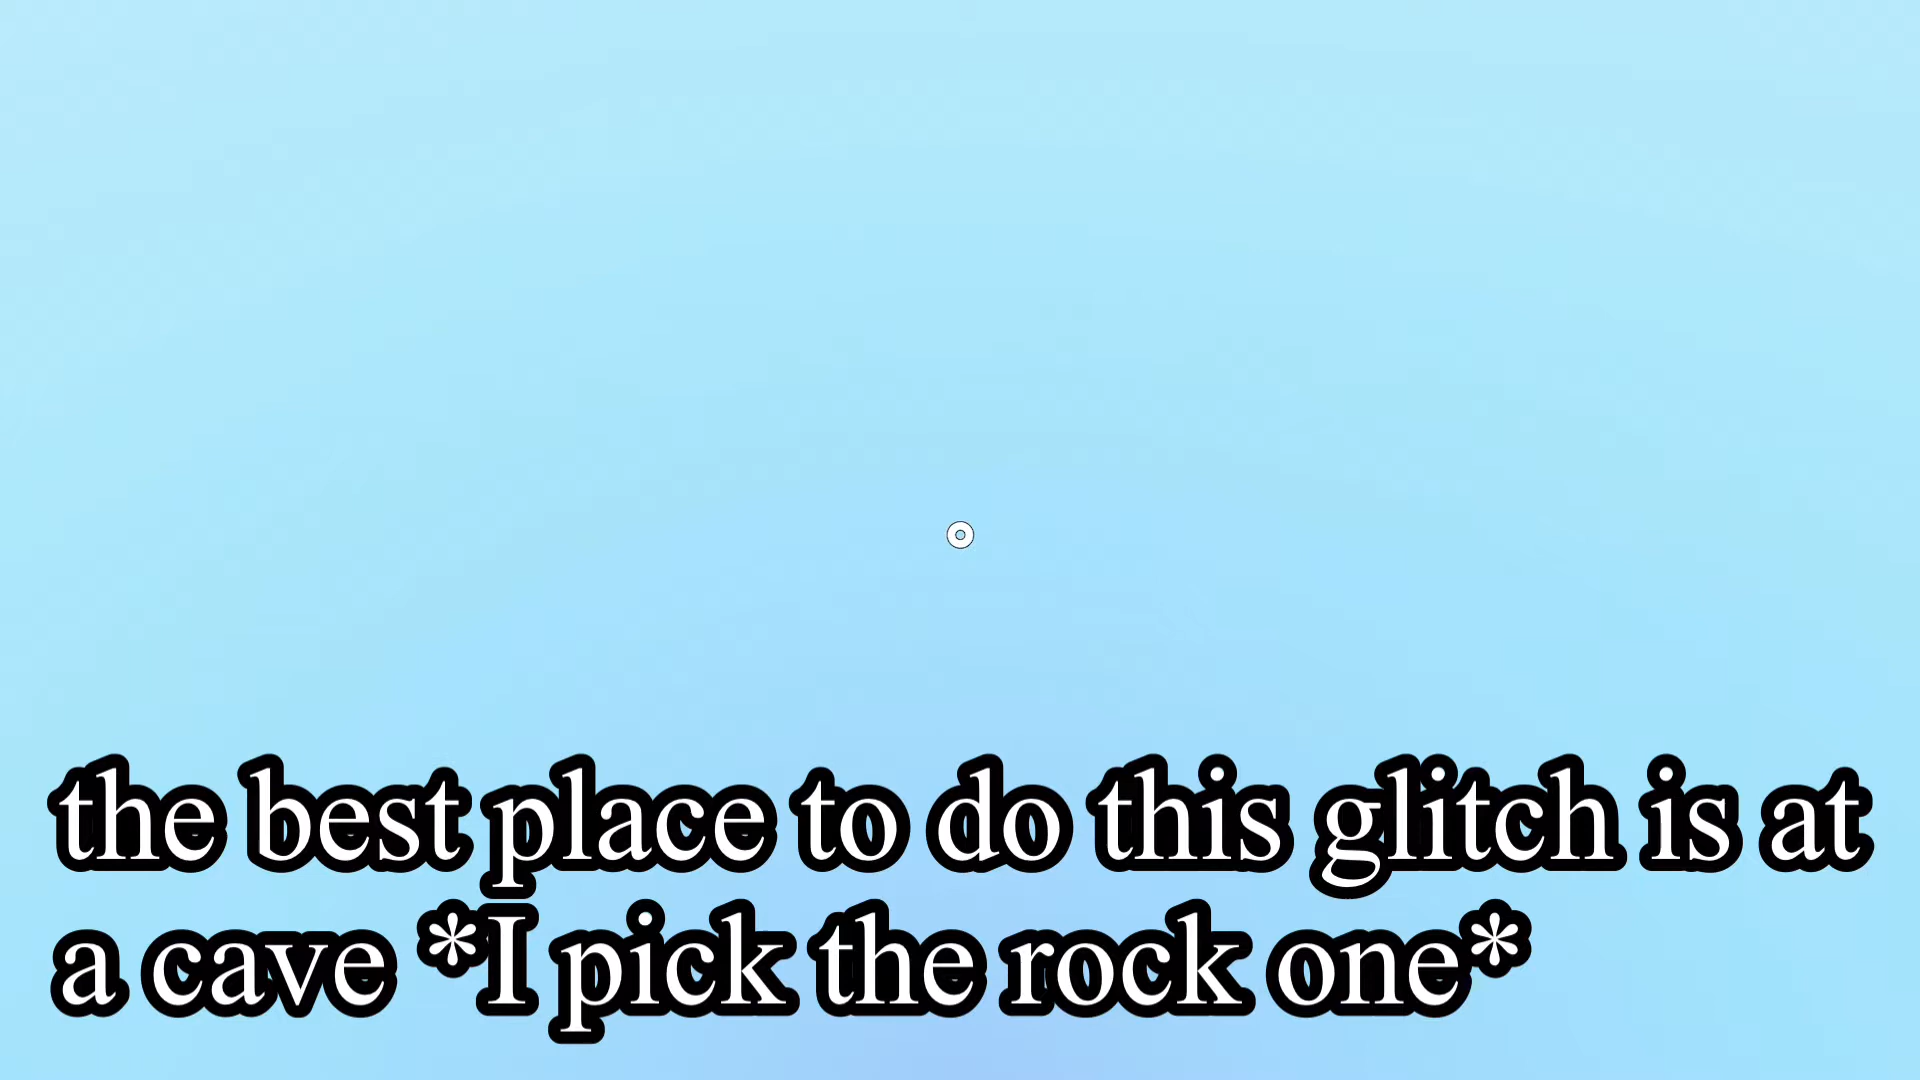 the best place to do this glitch is at
a cave *I pick the rock one*